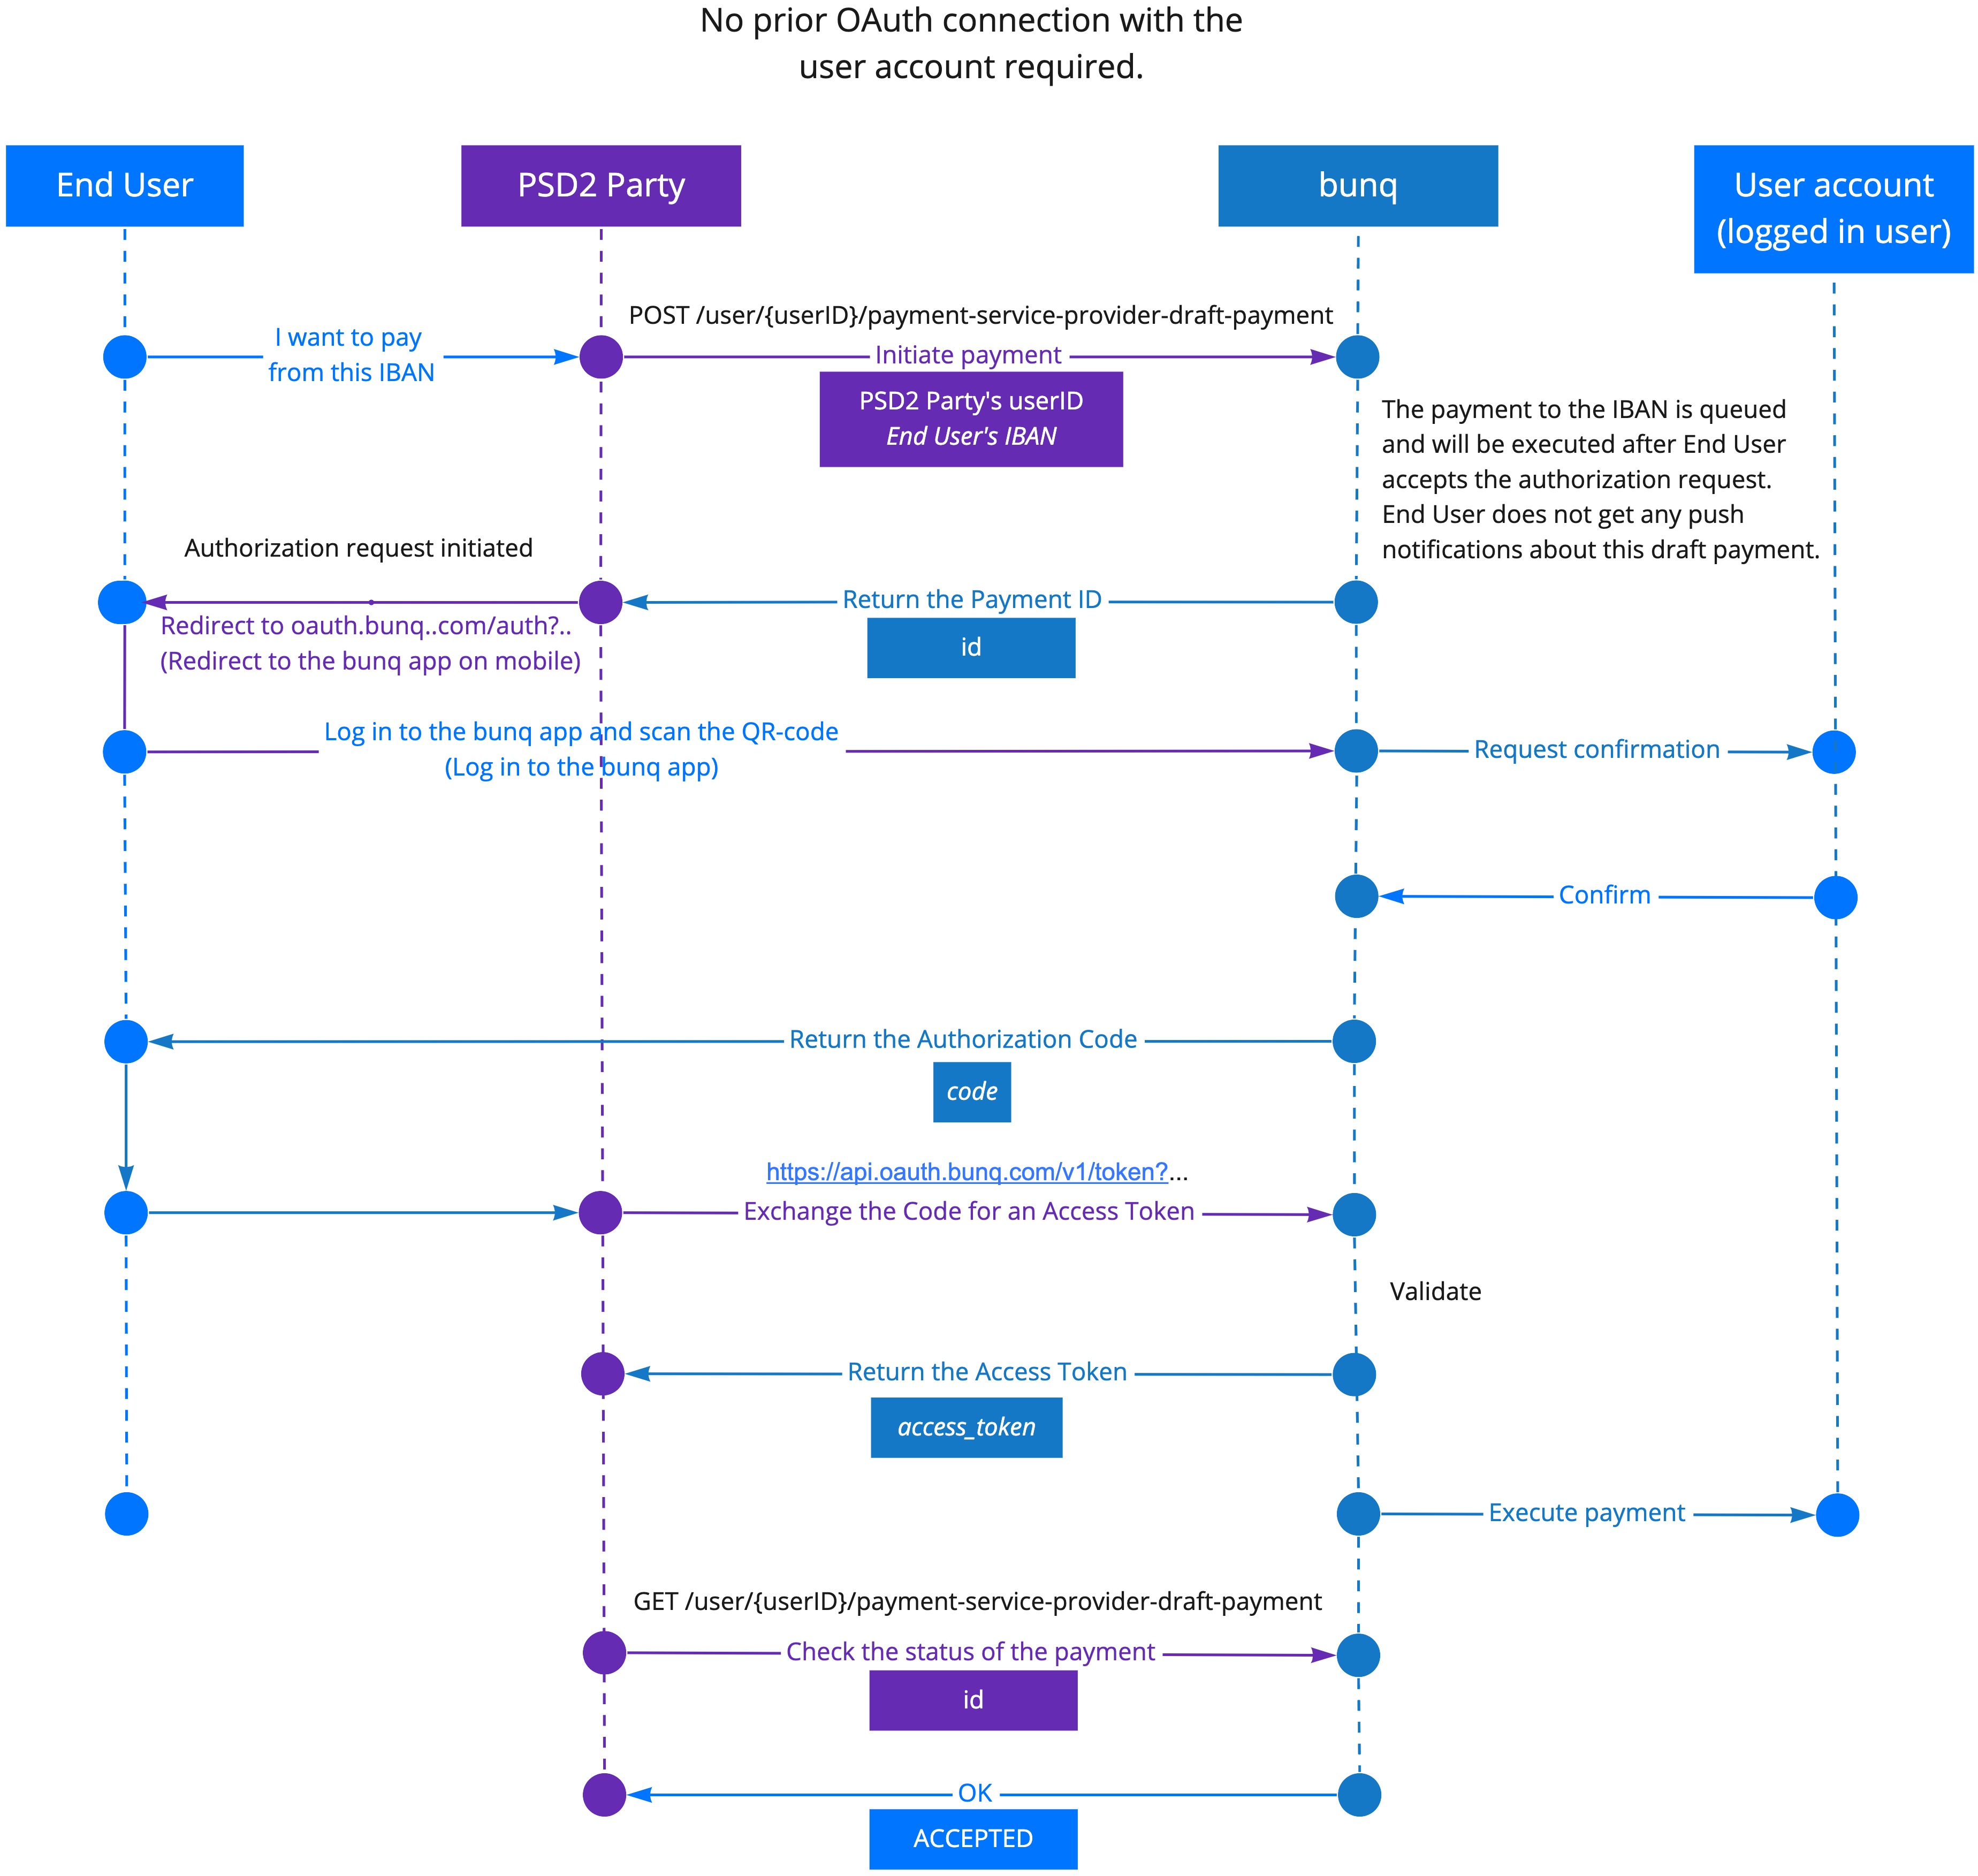 No prior OAuth connection with the
user account required.
End User
PSD2 Party
bunq
User account
(logged in user)
I want to pay
from this IBAN
POST /user/{userID}/payment-service-provider-draft-payment
Initiate payment
PSD2 Party's userID
End User's IBAN
The payment to the IBAN is queued
and will be executed after End User
accepts the authorization request.
End User does not get any push
notifications about this draft payment.
Authorization request initiated
Redirect to oauth.bunq..com/auth?..
(Redirect to the bunq app on mobile)
Return the Payment ID
id
Log in to the bunq app and scan the QR-code
(Log in to the bunq app)
Request confirmation
Confirm
Return the Authorization Code
code
https://api.oauth.bunq.com/v1/token?...
Exchange the Code for an Access Token
Validate
Return the Access Token
access_token
Execute payment
GET /user/{userID}/payment-service-provider-draft-payment
Check the status of the payment
id
OK
ACCEPTED